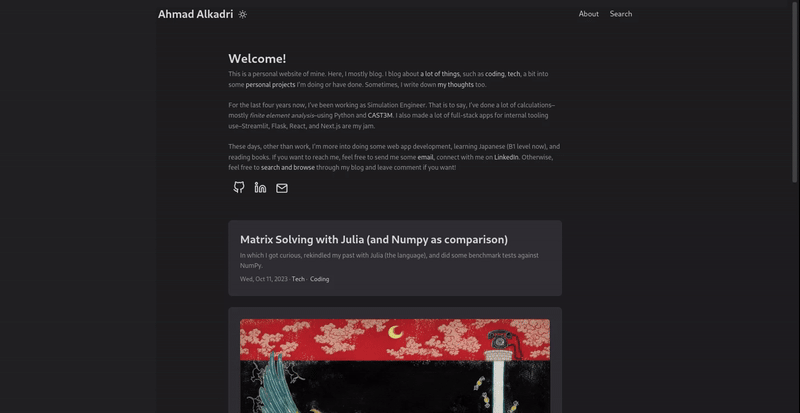 Ahmad Alkadri
About Search
Welcome!
This is a personal website of mine. Here, I mostly blog. I blog about a lot of things, such as coding, tech, a bit into
some personal projects I'm doing or have done. Sometimes, I write down my thoughts too.
For the last four years now, I've been working as Simulation Engineer. That is to say, I've done a lot of calculations–
mostly finite element analysis–using Python and CAST3M. I also made a lot of full-stack apps for internal tooling
use–Streamlit, Flask, React, and Next.js are my jam.
These days, other than work, I'm more into doing some web app development, learning Japanese (B1 level now), and
reading books. If you want to reach me, feel free to send me some email, connect with me on LinkedIn. Otherwise,
feel free to search and browse through my blog and leave comment if you want!
Matrix Solving with Julia (and Numpy as comparison)
In which I got curious, rekindled my past with Julia (the language), and did some benchmark tests against
NumPy.
Wed, Oct 11, 2023 · Tech · Coding